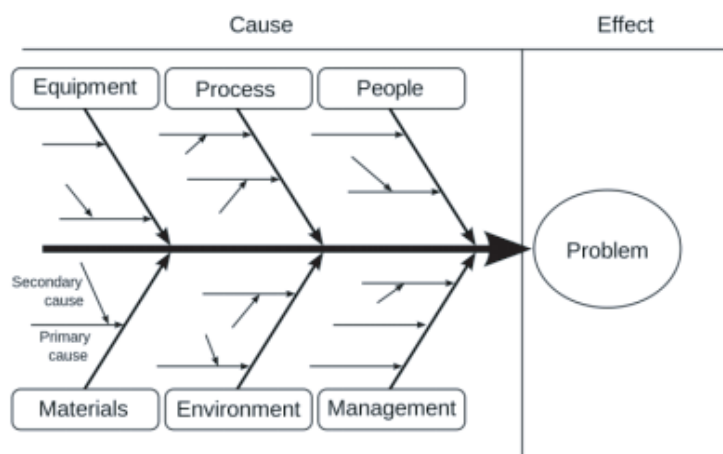 Cause
Effect
Equipment
Process
People
Problem
Secondary
cause
Primary
cause
Materials
Environment
Management